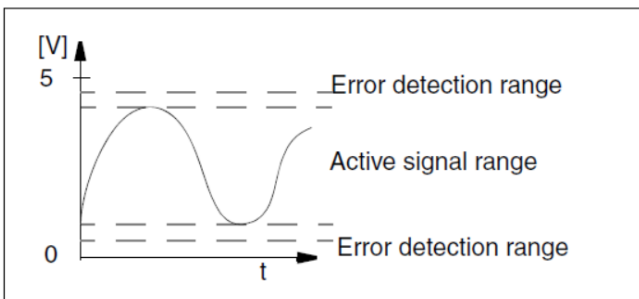 [V]
5
Error detection range
Active signal range
0
Error detection range
t